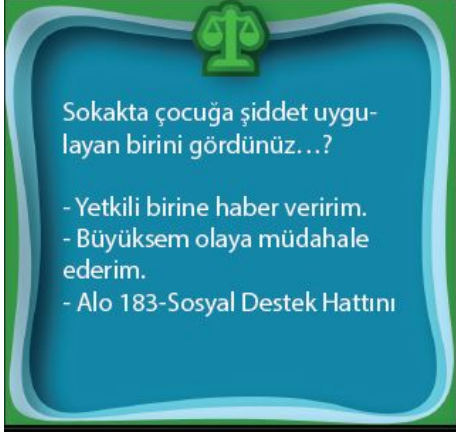 Sokakta çocuğa şiddet uygu-
layan birini gördünüz...?
- Yetkili birine haber veririm.
- Büyüksem olaya müdahale
ederim.
- Alo 183-Sosyal Destek Hattını